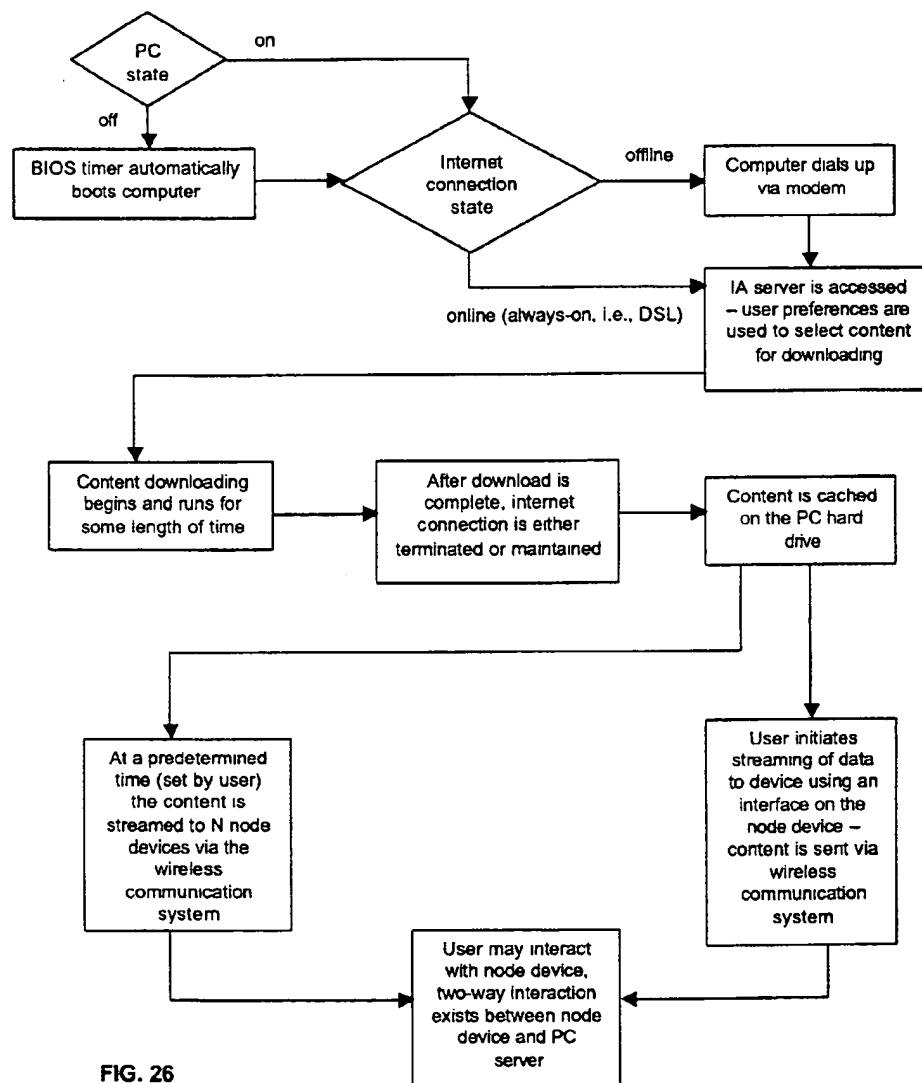 PC
state
on
off
BIOS timer automatically
boots computer
Internet
connection
state
offline
Computer dials up
via modem
online (always-on, i.e., DSL)
IA server is accessed
– user preferences are
used to select content
for downloading
Content downloading
begins and runs for
some length of time
After download is
complete, internet
connection is either
terminated or maintained
Content is cached
on the PC hard
drive
At a predetermined
time (set by user)
the content is
streamed to N node
devices via the
wireless
communication
system
User initiates
streaming of data
to device using an
interface on the
node device –
content is sent via
wireless
communication
system
User may interact
with node device,
two-way interaction
exists between node
device and PC
server
FIG. 26